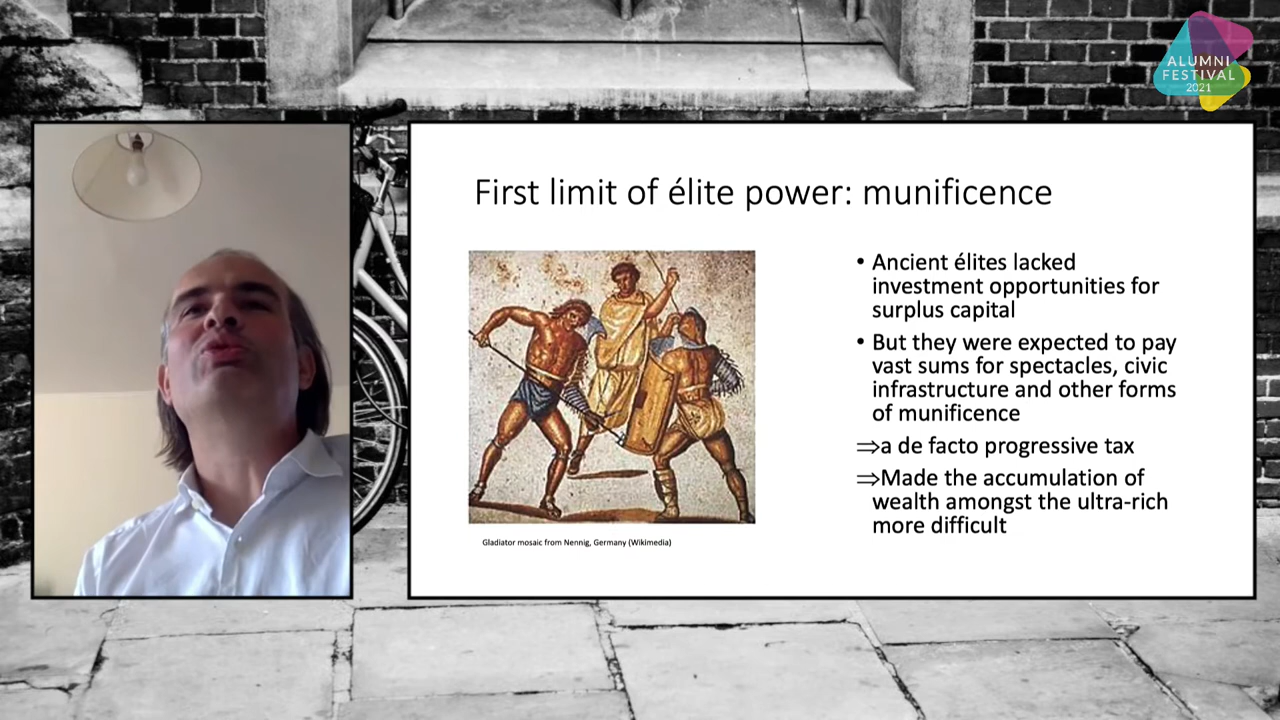 ALUMNI
FESTIVAL
2021
First limit of élite power: munificence
• Ancient élites lacked
investment opportunities for
surplus capital
• But they were expected to pay
vast sums for spectacles, civic
infrastructure and other forms
of munificence
⇒a de facto progressive tax
⇒Made the accumulation of
wealth amongst the ultra-rich
more difficult
Gladiator mosaic from Nennig, Germany (Wikimedia)